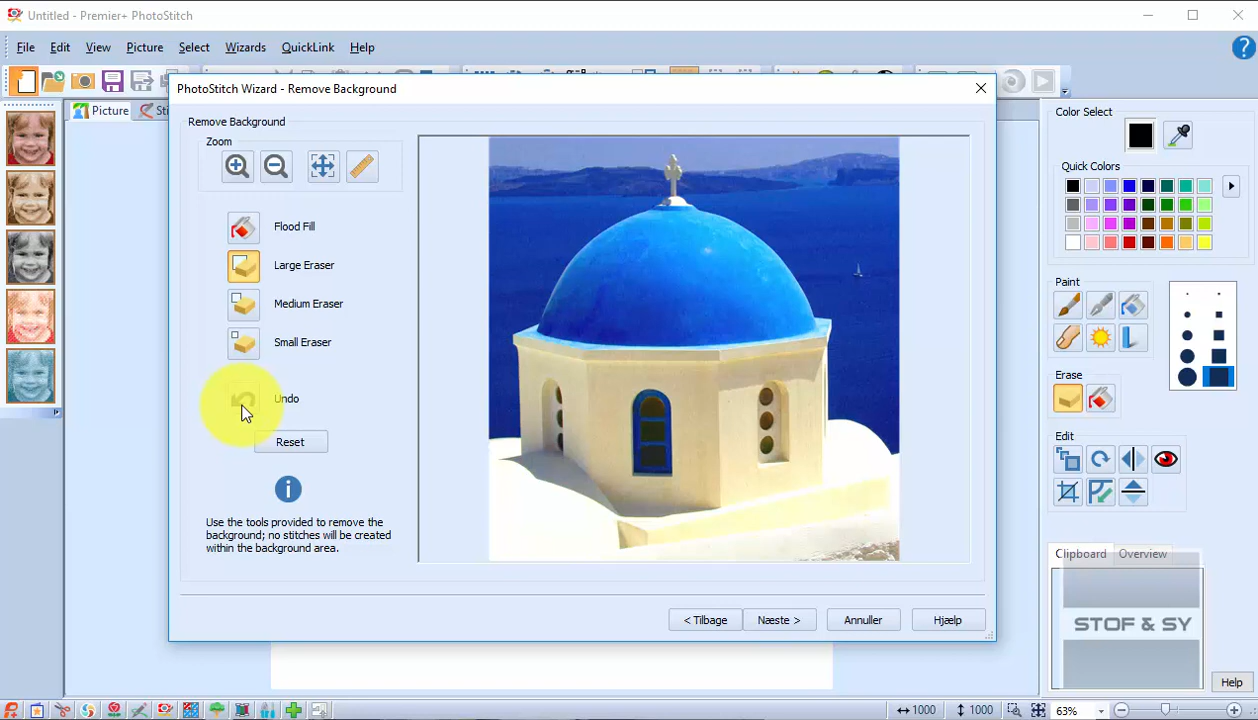 Untitled - Premier+ PhotoStitch
File Edit View Picture Select Wizards QuickLink Help
Picture
PhotoStitch Wizard - Remove Background
Remove Background
Zoom
Flood Fill
Large Eraser
Medium Eraser
Small Eraser
Undo
Reset
Use the tools provided to remove the
background; no stitches will be created
within the background area.
< Tilbage
Næste >
Annuller
Hjælp
Color Select
Quick Colors
Paint
Erase
Edit
Clipboard Overview
STOF & SY
Help
1000 1000 63%